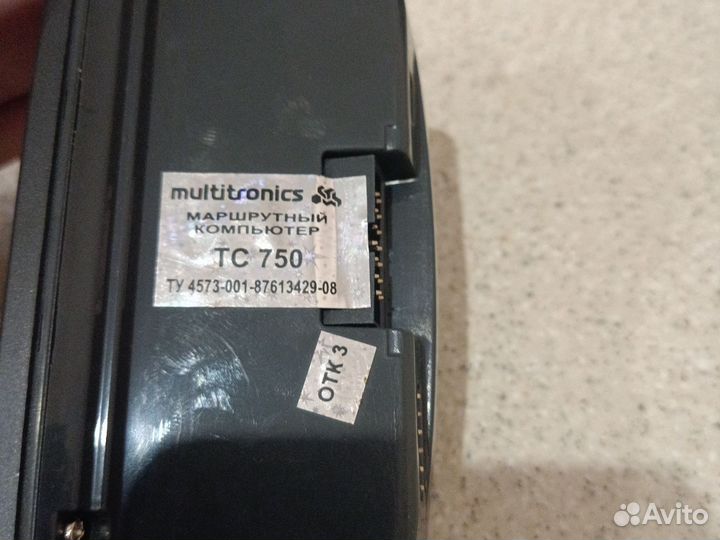 multitronics
МАРШРУТНЫЙ
КОМПЬЮТЕР
TC 750
ТУ 4573-001-87613429-08
ОТК 3
Avito